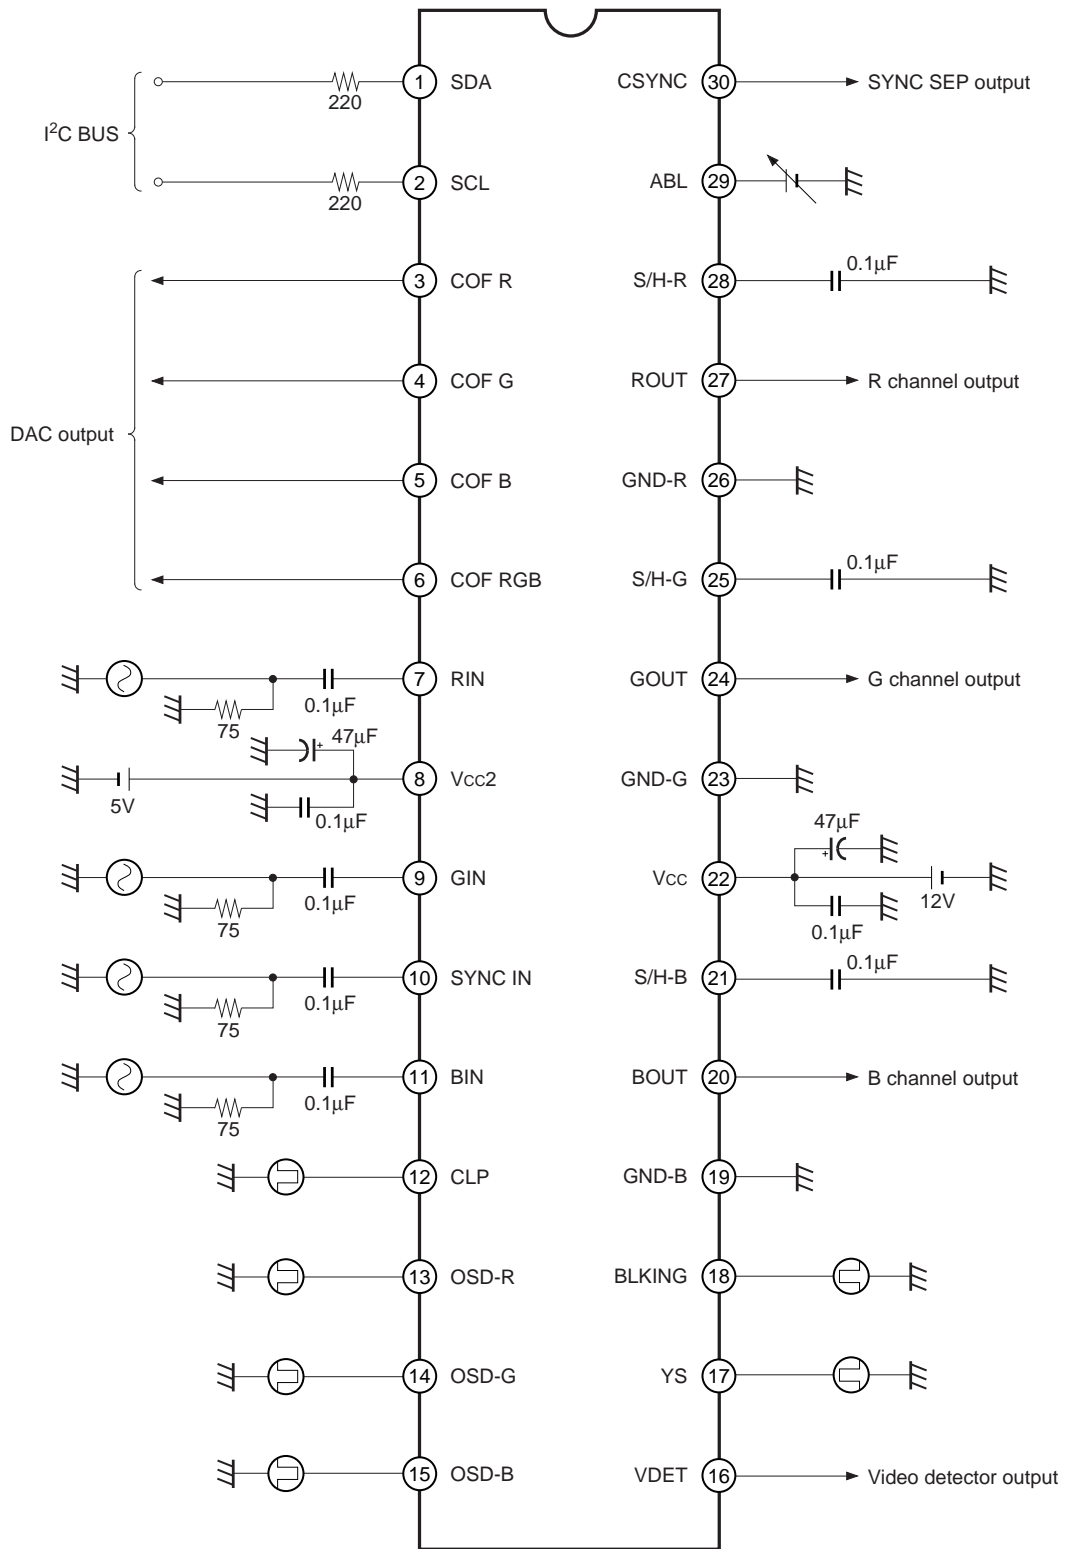 1 SDA
220
I²C BUS
2 SCL
220
3 COF R
4 COF G
DAC output
5 COF B
6 COF RGB
7 RIN
0.1µF
75
47µF
+
8 VCC2
5V
0.1µF
9 GIN
0.1µF
75
10 SYNC IN
0.1µF
75
11 BIN
0.1µF
75
12 CLP
13 OSD-R
14 OSD-G
15 OSD-B
CSYNC 30 SYNC SEP output
ABL 29
S/H-R 28 0.1µF
ROUT 27 R channel output
GND-R 26
S/H-G 25 0.1µF
GOUT 24 G channel output
GND-G 23
47µF
+
VCC 22
12V
0.1µF
S/H-B 21 0.1µF
BOUT 20 B channel output
GND-B 19
BLKING 18
YS 17
VDET 16 Video detector output